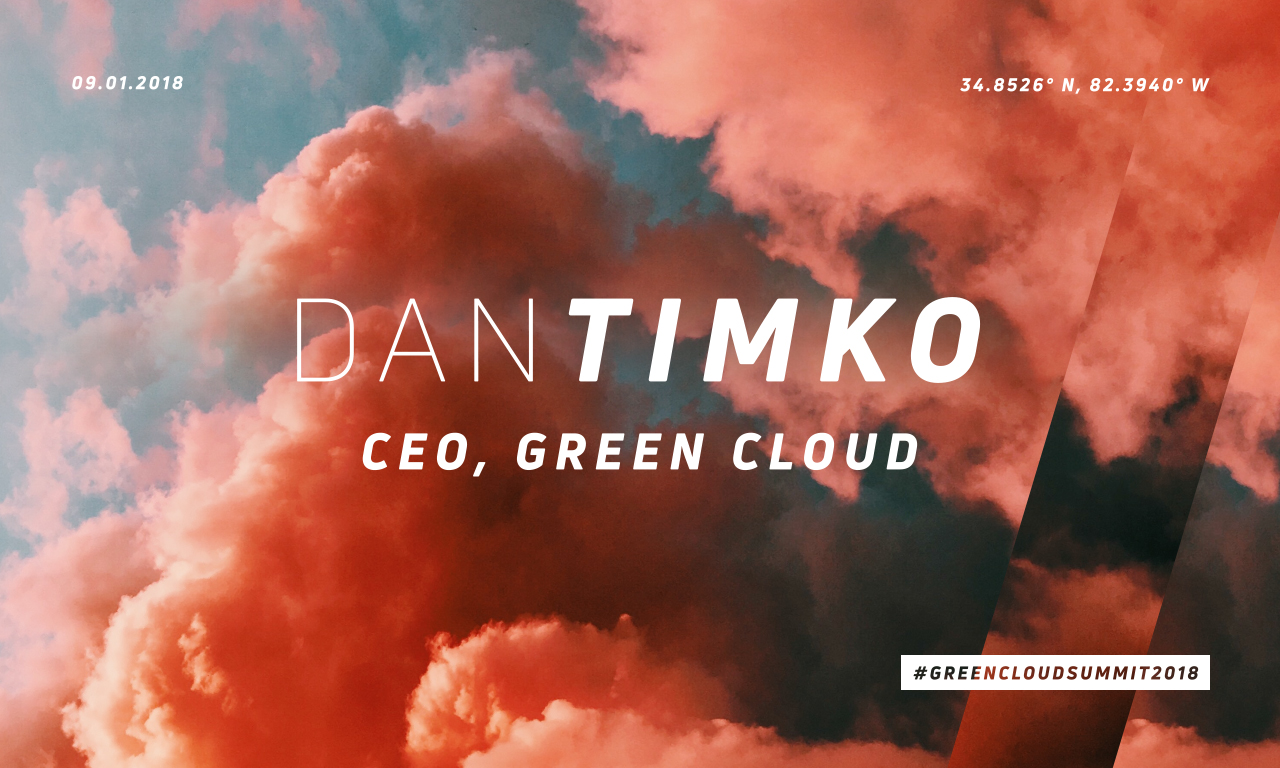 09.01.2018
34.8526° N, 82.3940° W
DANTIMKO
CEO, GREEN CLOUD
#GREENCLOUDSUMMIT2018